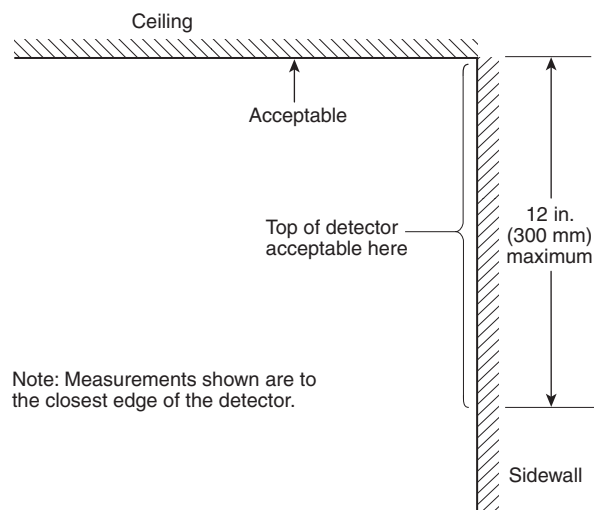 Ceiling
Acceptable
Top of detector
acceptable here
12 in.
(300 mm)
maximum
Note: Measurements shown are to
the closest edge of the detector.
Sidewall